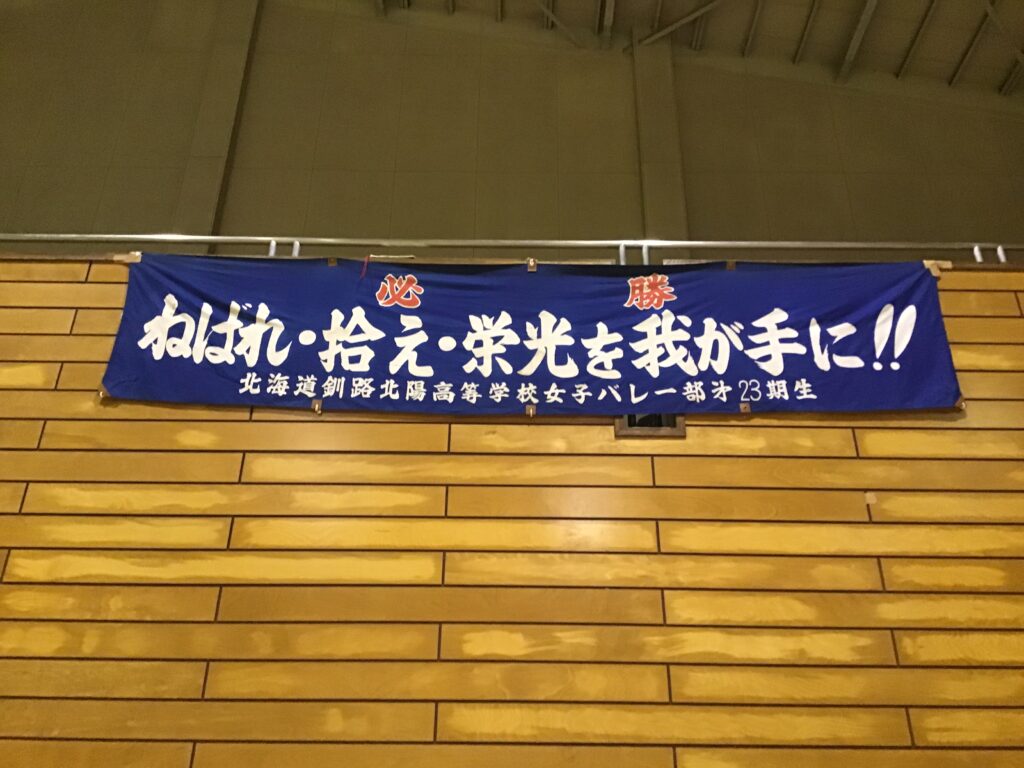 必 勝
ねばれ・拾え・栄光を我が手に!!
北海道釧路北陽高等学校女子バレー部才23期生